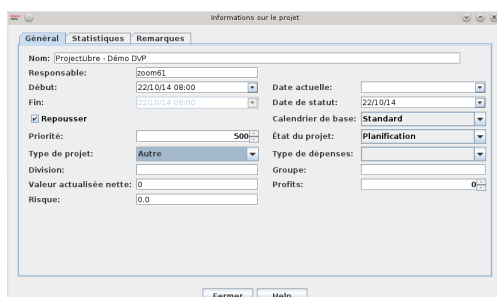 Informations sur le projet
Général Statistiques Remarques
Nom: ProjectLibre - Démo DVP
Responsable: zoom61
Début: 22/10/14 08:00 Date actuelle:
Fin: 22/10/14 08:00 Date de statut: 22/10/14
Repousser Calendrier de base: Standard
Priorité: 500 État du projet: Planification
Type de projet: Autre Type de dépenses:
Division: Groupe:
Valeur actualisée nette: 0 Profits: 0
Risque: 0.0
Fermer Help